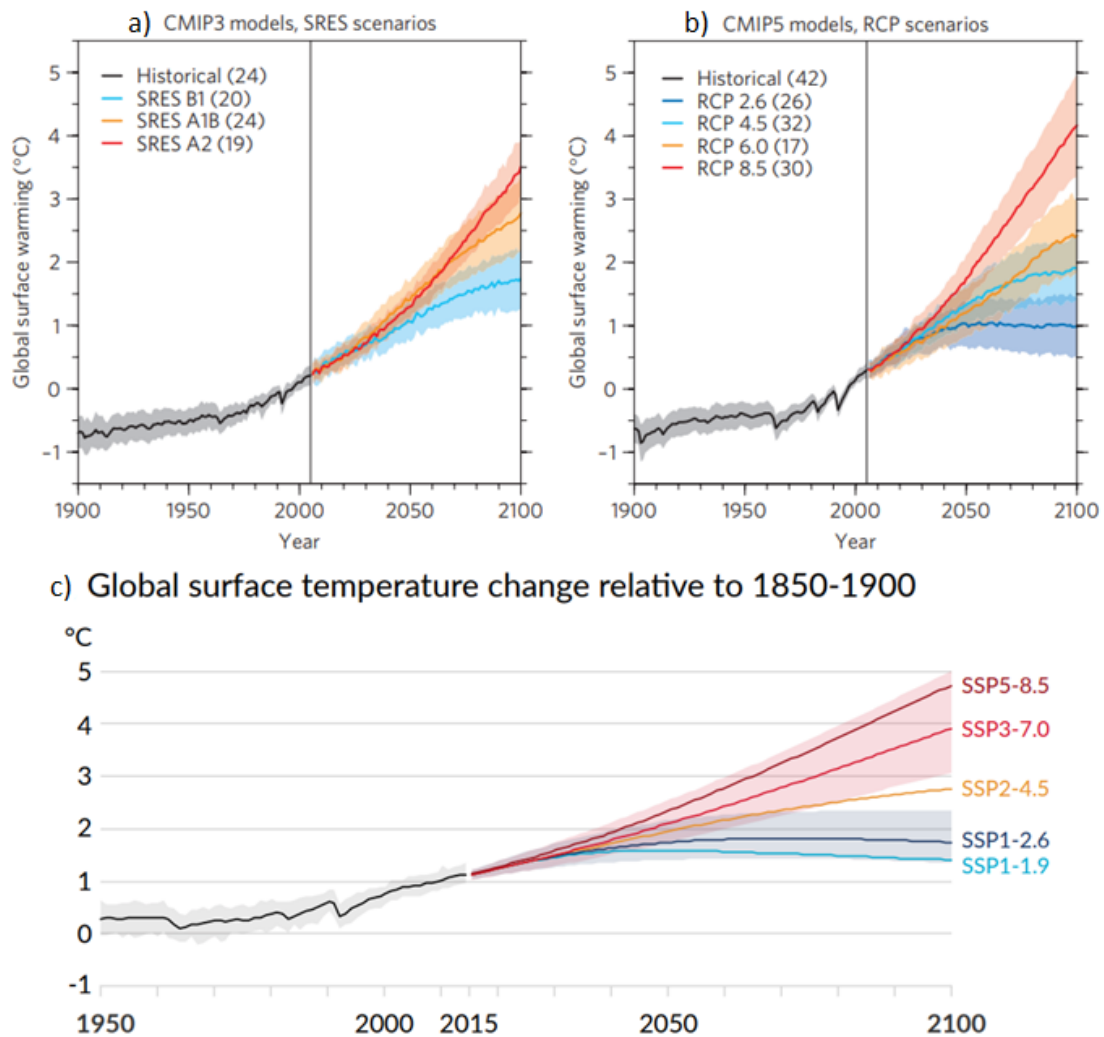 a) CMIP3 models, SRES scenarios
Historical (24)
SRES B1 (20)
SRES A1B (24)
SRES A2 (19)
Global surface warming (°C)
5
4
3
2
1
0
-1
1900 1950 2000 2050 2100
Year
b) CMIP5 models, RCP scenarios
Historical (42)
RCP 2.6 (26)
RCP 4.5 (32)
RCP 6.0 (17)
RCP 8.5 (30)
Global surface warming (°C)
5
4
3
2
1
0
-1
1900 1950 2000 2050 2100
Year
c) Global surface temperature change relative to 1850-1900
°C
5
4
3
2
1
0
-1
SSP5-8.5
SSP3-7.0
SSP2-4.5
SSP1-2.6
SSP1-1.9
1950 2000 2015 2050 2100